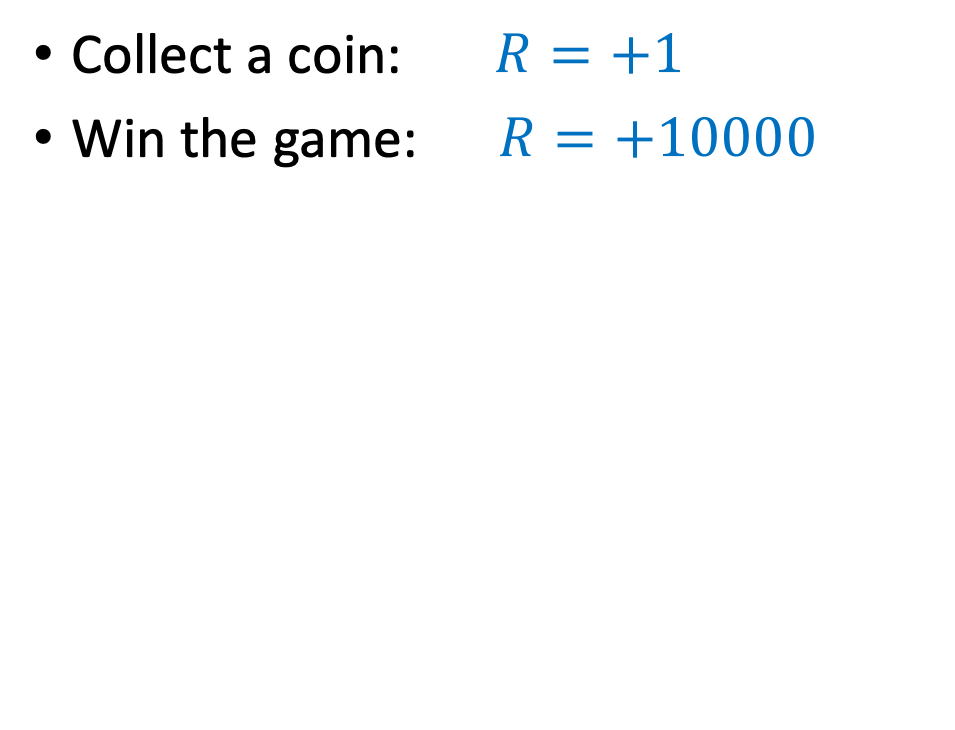 • Collect a coin: R = +1
• Win the game: R = +10000